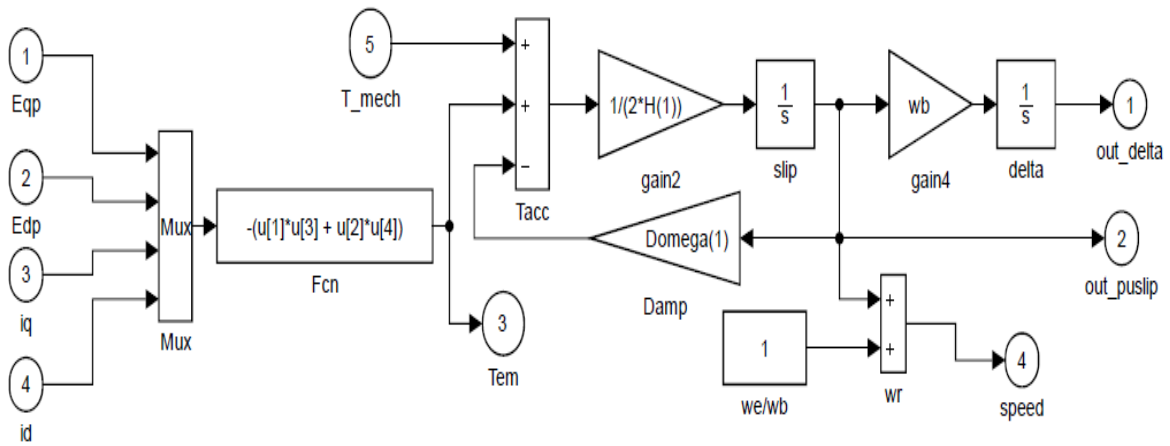 1
Eqp
2
Edp
3
iq
4
id
Mux
Mux
-(u[1]*u[3] + u[2]*u[4])
Fcn
5
T_mech
+
+
−
Tacc
1/(2*H(1))
gain2
1
s
slip
wb
gain4
1
s
delta
1
out_delta
Domega(1)
Damp
2
out_puslip
3
Tem
1
we/wb
+
+
wr
4
speed